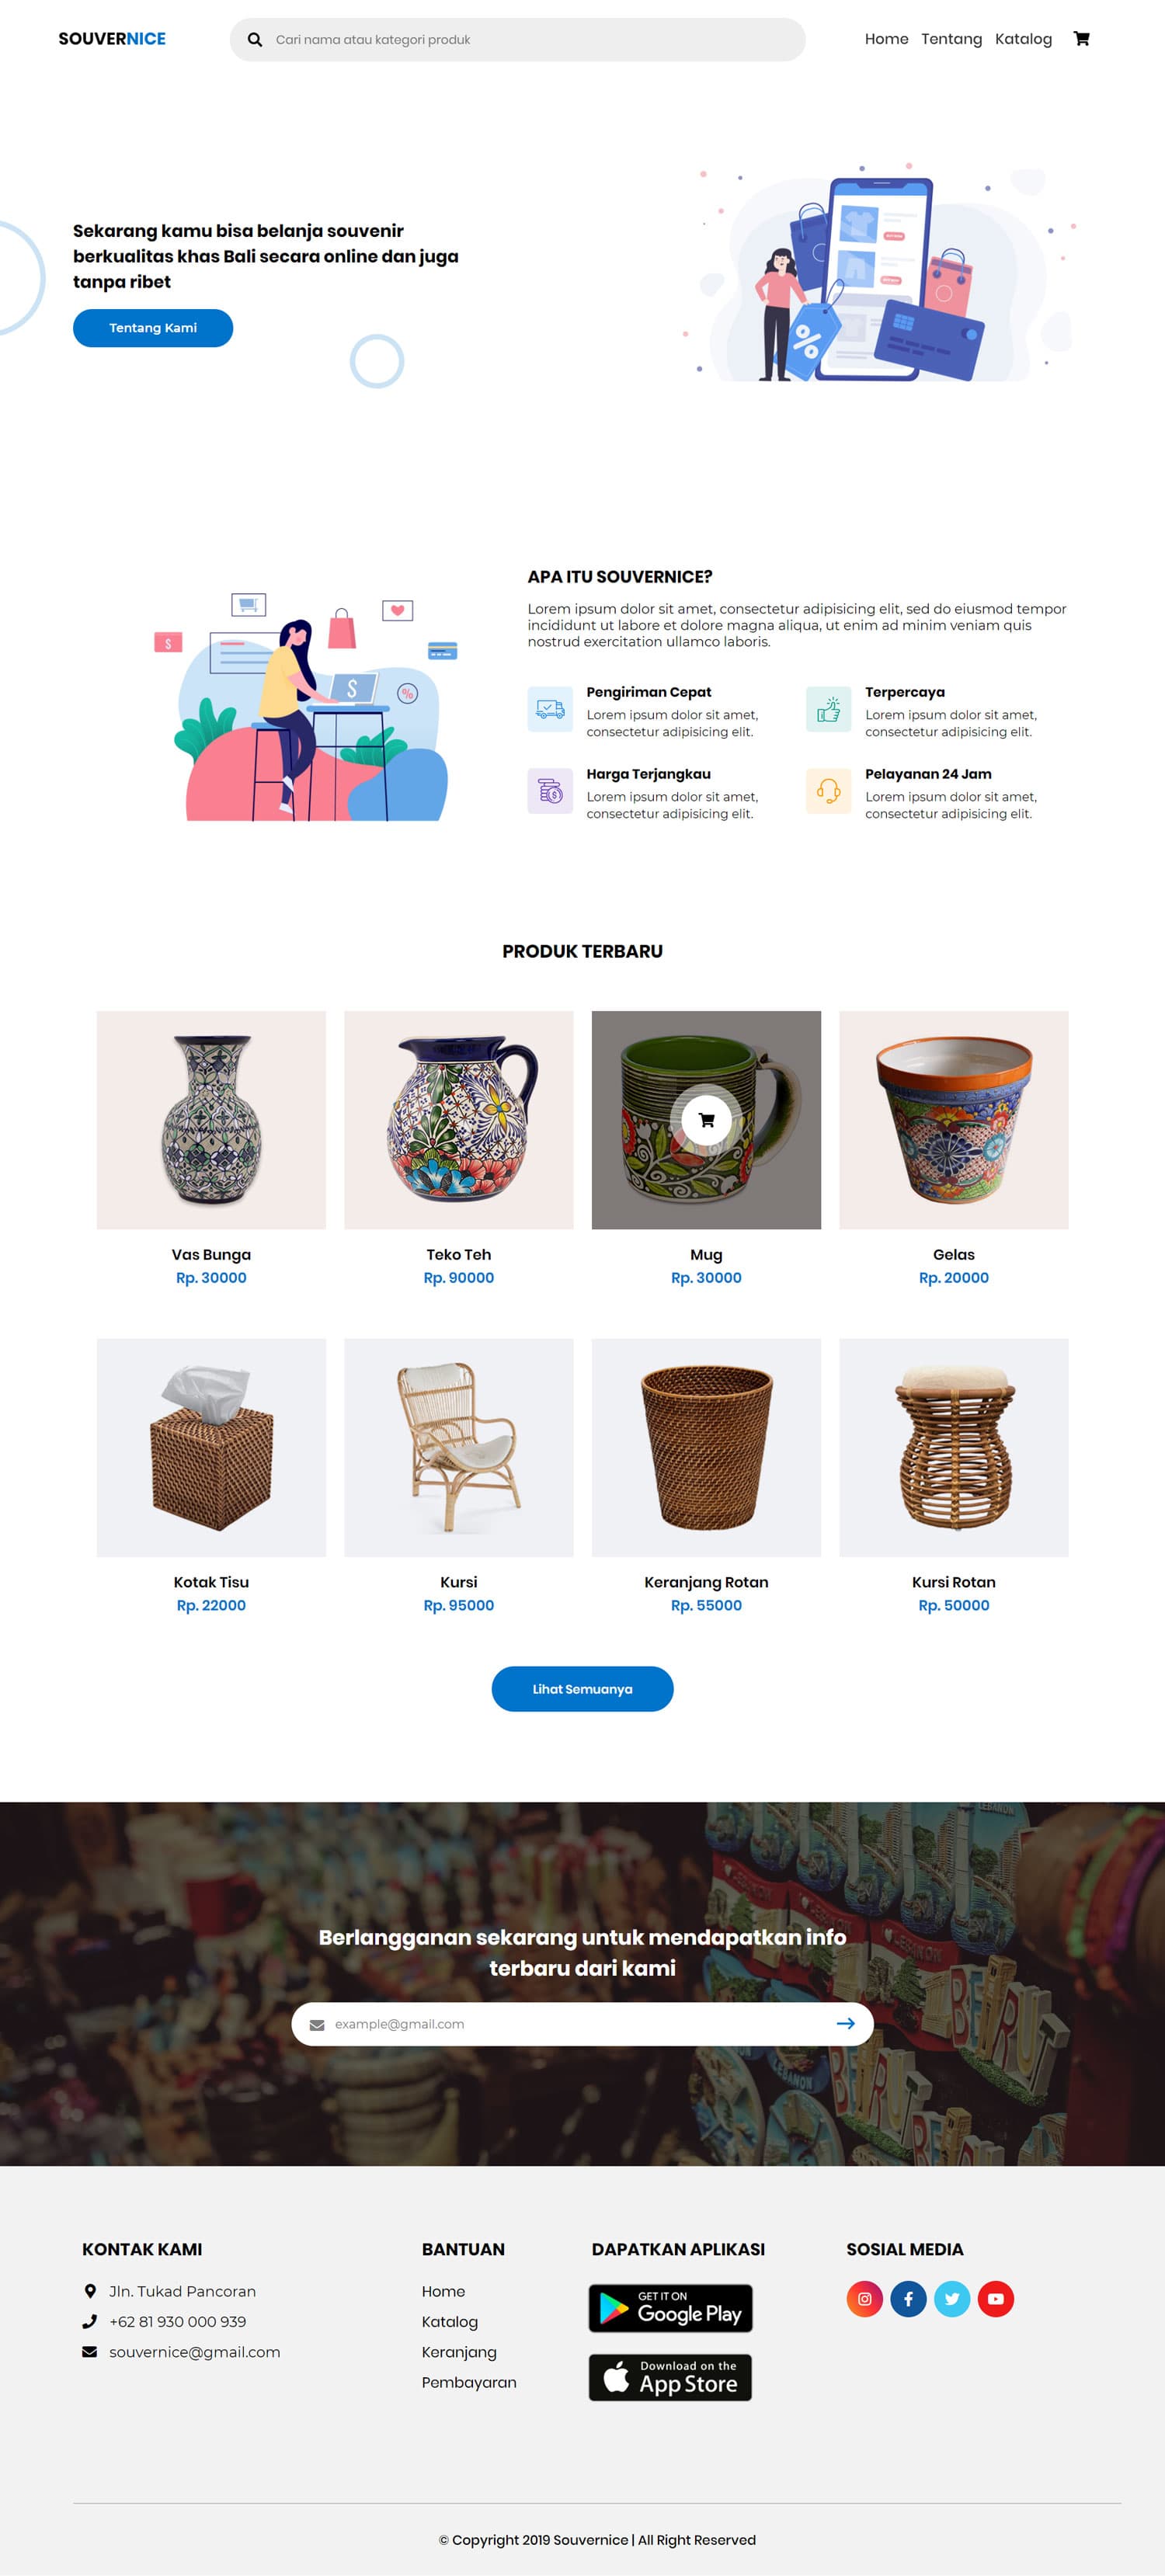 SOUVERNICE
Cari nama atau kategori produk
Home Tentang Katalog
Sekarang kamu bisa belanja souvenir
berkualitas khas Bali secara online dan juga
tanpa ribet
Tentang Kami
%
APA ITU SOUVERNICE?
Lorem ipsum dolor sit amet, consectetur adipisicing elit, sed do eiusmod tempor
incididunt ut labore et dolore magna aliqua, ut enim ad minim veniam quis
nostrud exercitation ullamco laboris.
$
$
%
Pengiriman Cepat
Lorem ipsum dolor sit amet,
consectetur adipisicing elit.
Terpercaya
Lorem ipsum dolor sit amet,
consectetur adipisicing elit.
Harga Terjangkau
Lorem ipsum dolor sit amet,
consectetur adipisicing elit.
Pelayanan 24 Jam
Lorem ipsum dolor sit amet,
consectetur adipisicing elit.
PRODUK TERBARU
Vas Bunga
Rp. 30000
Teko Teh
Rp. 90000
Mug
Rp. 30000
Gelas
Rp. 20000
Kotak Tisu
Rp. 22000
Kursi
Rp. 95000
Keranjang Rotan
Rp. 55000
Kursi Rotan
Rp. 50000
Lihat Semuanya
LEBANON
LEBANON
LEBANON
BEIRUT
LEBANON
BEIRUT
Berlangganan sekarang untuk mendapatkan info
terbaru dari kami
example@gmail.com
KONTAK KAMI
Jln. Tukad Pancoran
+62 81 930 000 939
souvernice@gmail.com
BANTUAN
Home
Katalog
Keranjang
Pembayaran
DAPATKAN APLIKASI
GET IT ON
Google Play
Download on the
App Store
SOSIAL MEDIA
© Copyright 2019 Souvernice | All Right Reserved